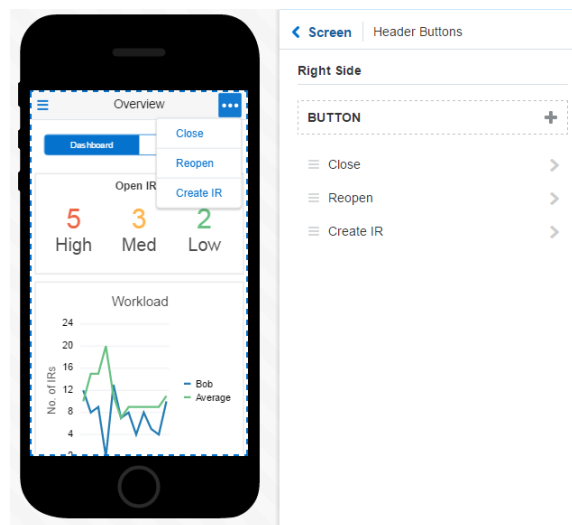 Overview
Dashboard
Close
Reopen
Create IR
Open IR
5
3
2
High
Med
Low
Workload
24
20
16
12
8
4
No. of IRs
Bob
Average
Screen
Header Buttons
Right Side
BUTTON
Close
Reopen
Create IR